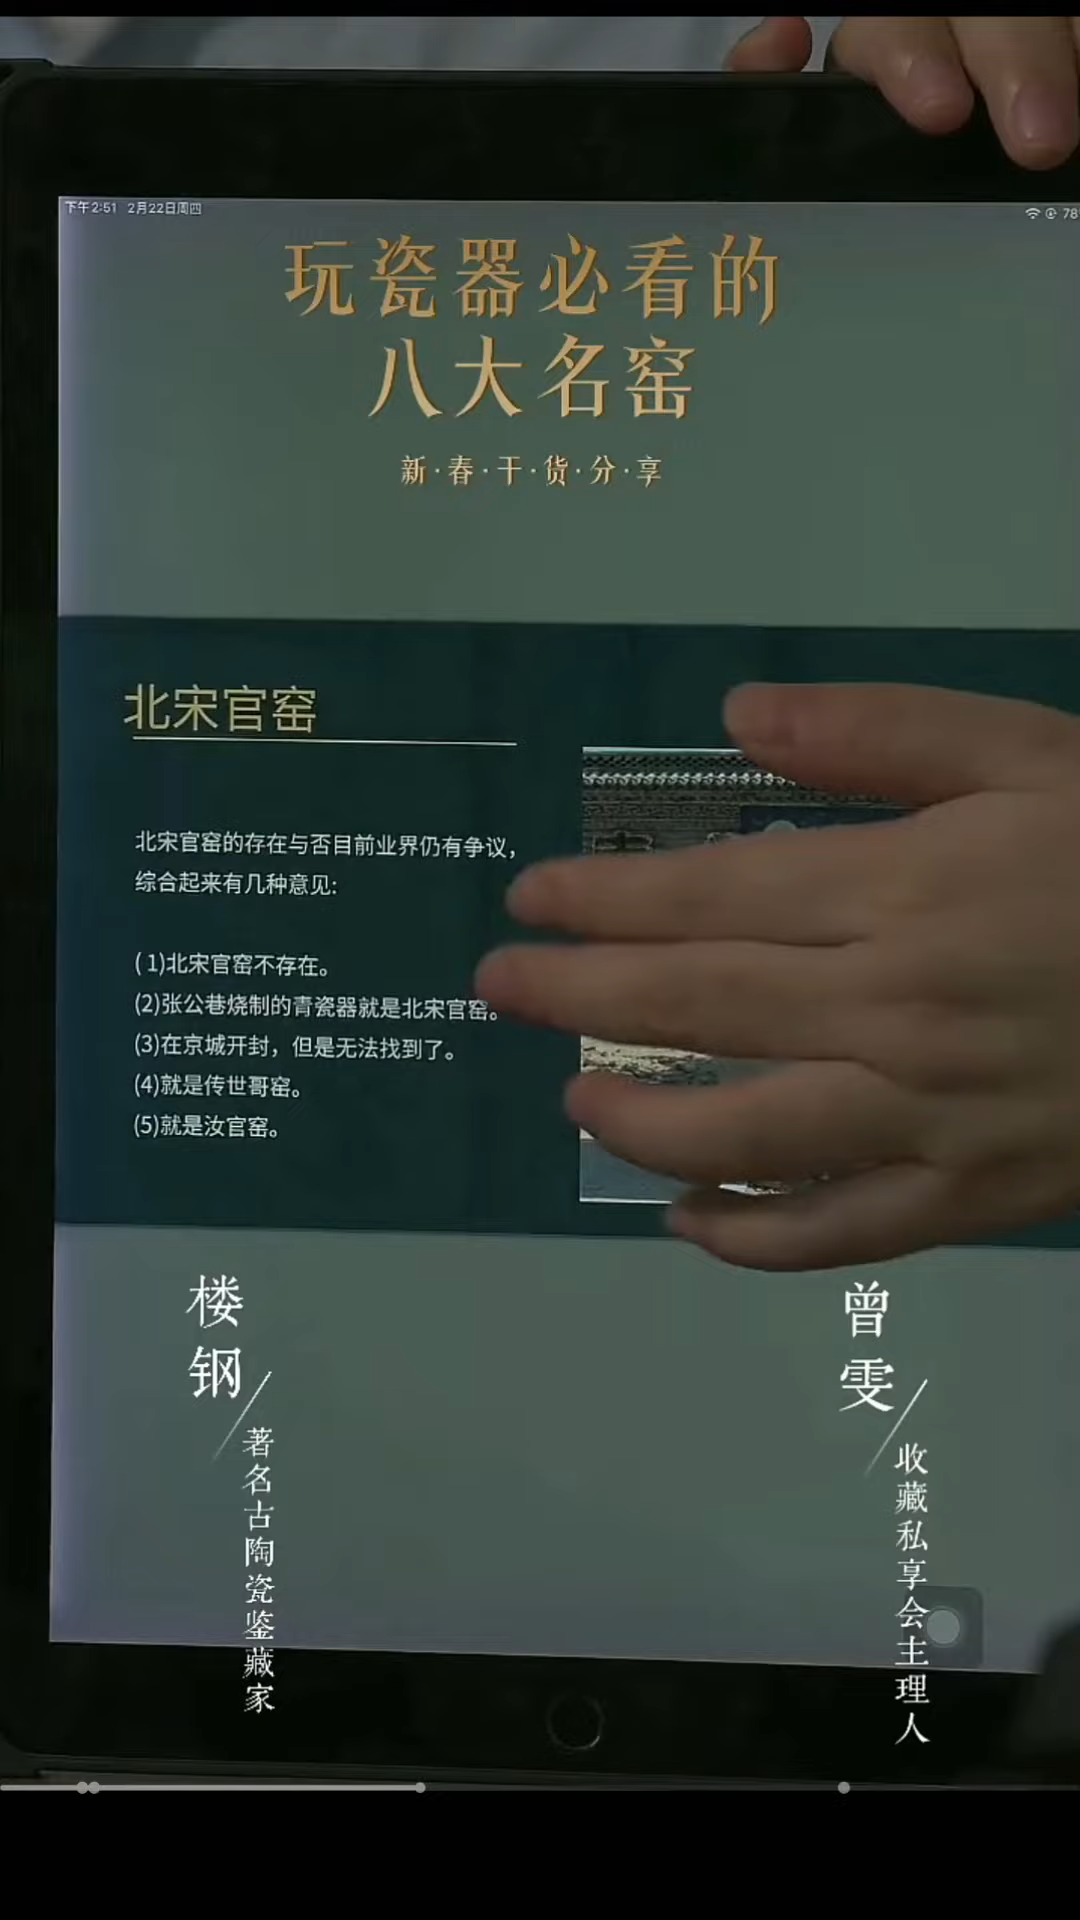 下午2:51 2月22日周四
78
玩瓷器必看的
八大名窑
新·春·干·货·分·享
北宋官窑
北宋官窑的存在与否目前业界仍有争议，
综合起来有几种意见:
(1)北宋官窑不存在。
(2)张公巷烧制的青瓷器就是北宋官窑。
(3)在京城开封，但是无法找到了。
(4)就是传世哥窑。
(5)就是汝官窑。
楼钢
著名古陶瓷鉴藏家
曾雯
收藏私享会主理人